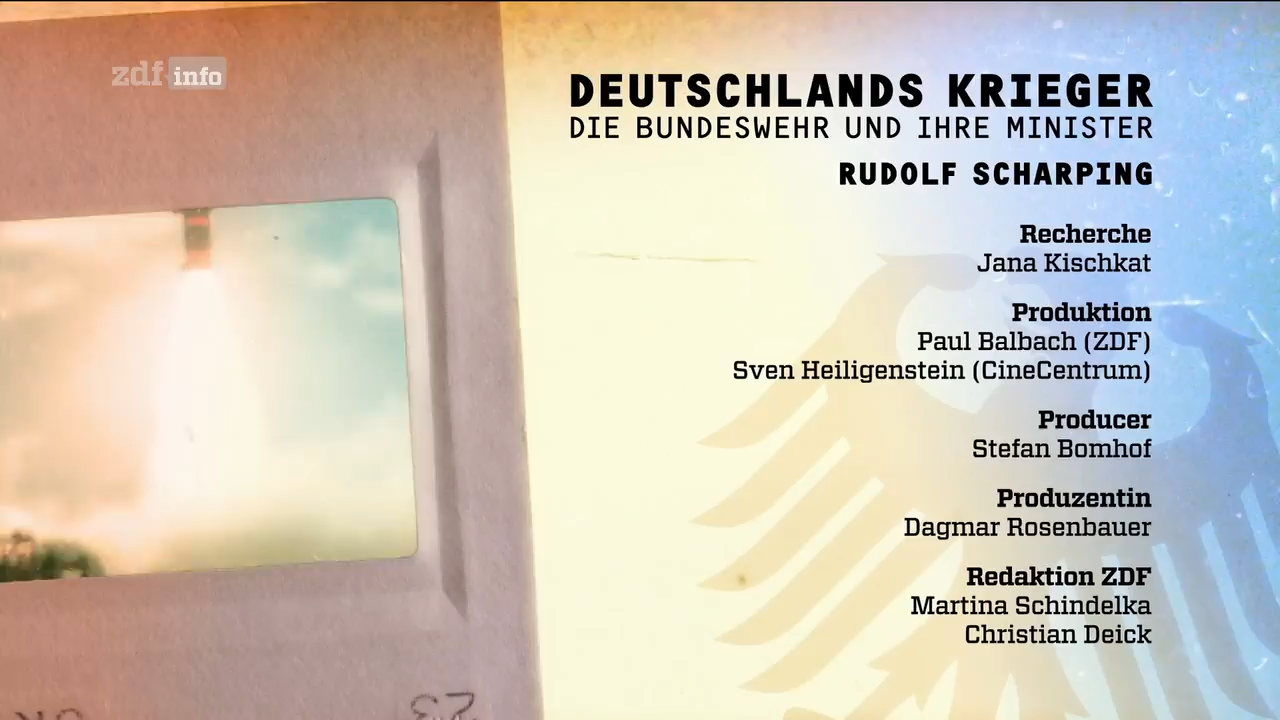 zdf info
DEUTSCHLANDS KRIEGER
DIE BUNDESWEHR UND IHRE MINISTER
RUDOLF SCHARPING
Recherche
Jana Kischkat
Produktion
Paul Balbach (ZDF)
Sven Heiligenstein (CineCentrum)
Producer
Stefan Bomhof
Produzentin
Dagmar Rosenbauer
Redaktion ZDF
Martina Schindelka
Christian Deick
23